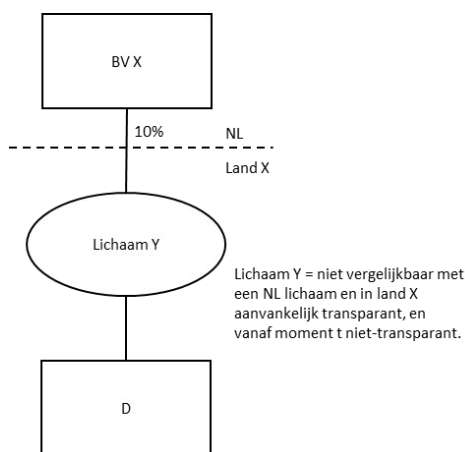 BV X
10%
NL
Land X
Lichaam Y
Lichaam Y = niet vergelijkbaar met
een NL lichaam en in land X
aanvankelijk transparant, en
vanaf moment t niet-transparant.
D